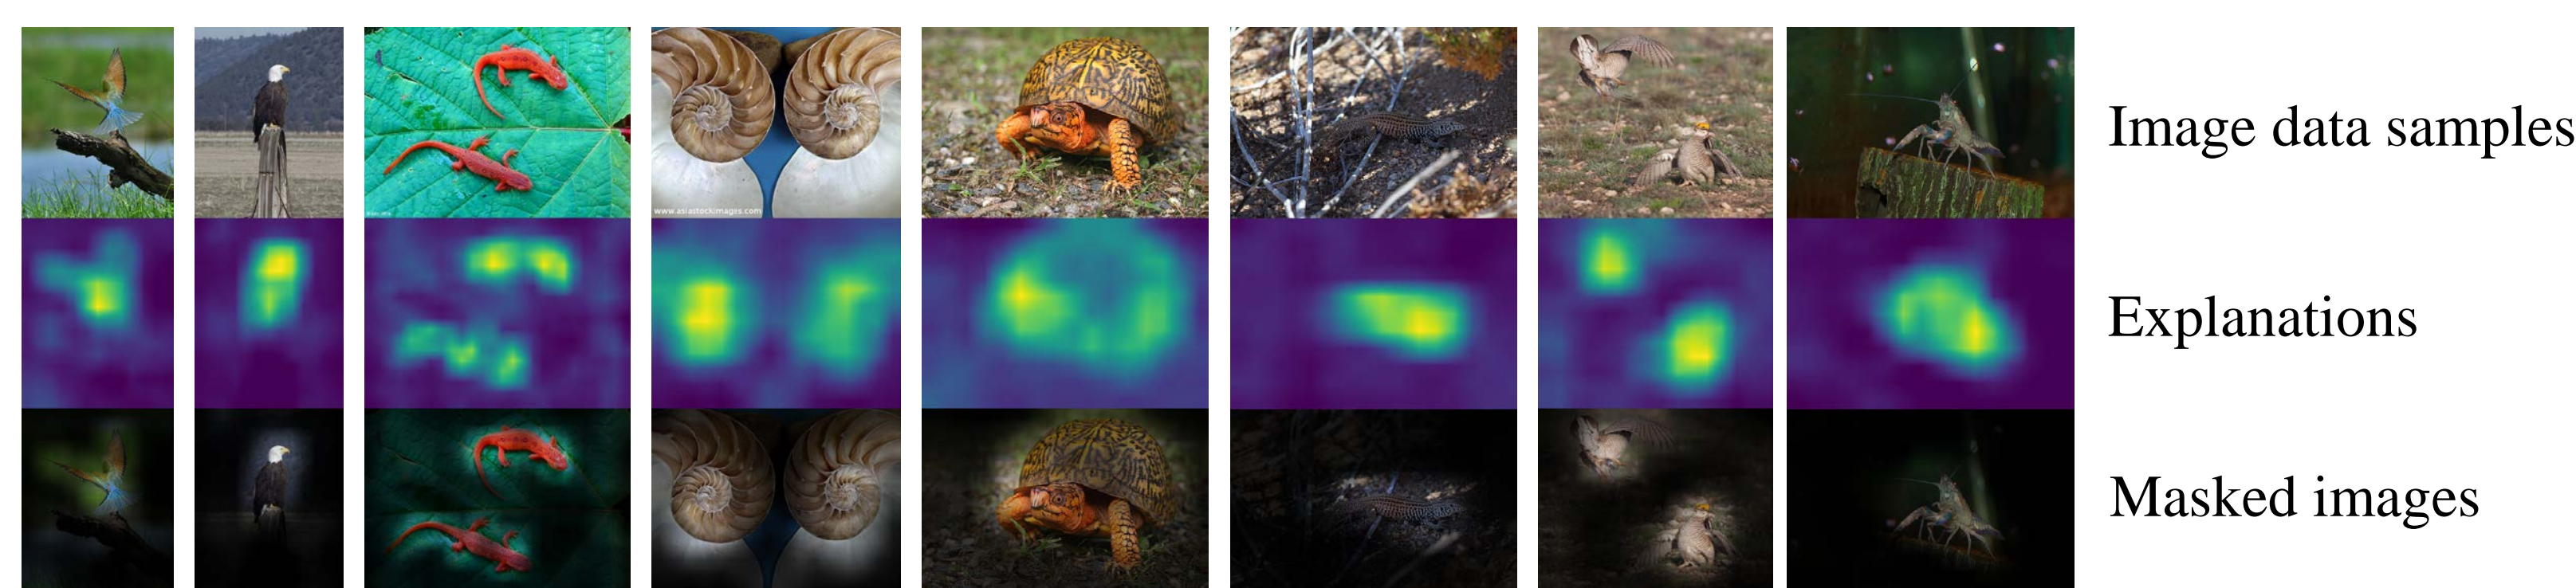 Image data samples
www.asiastockimages.com
Explanations
Masked images